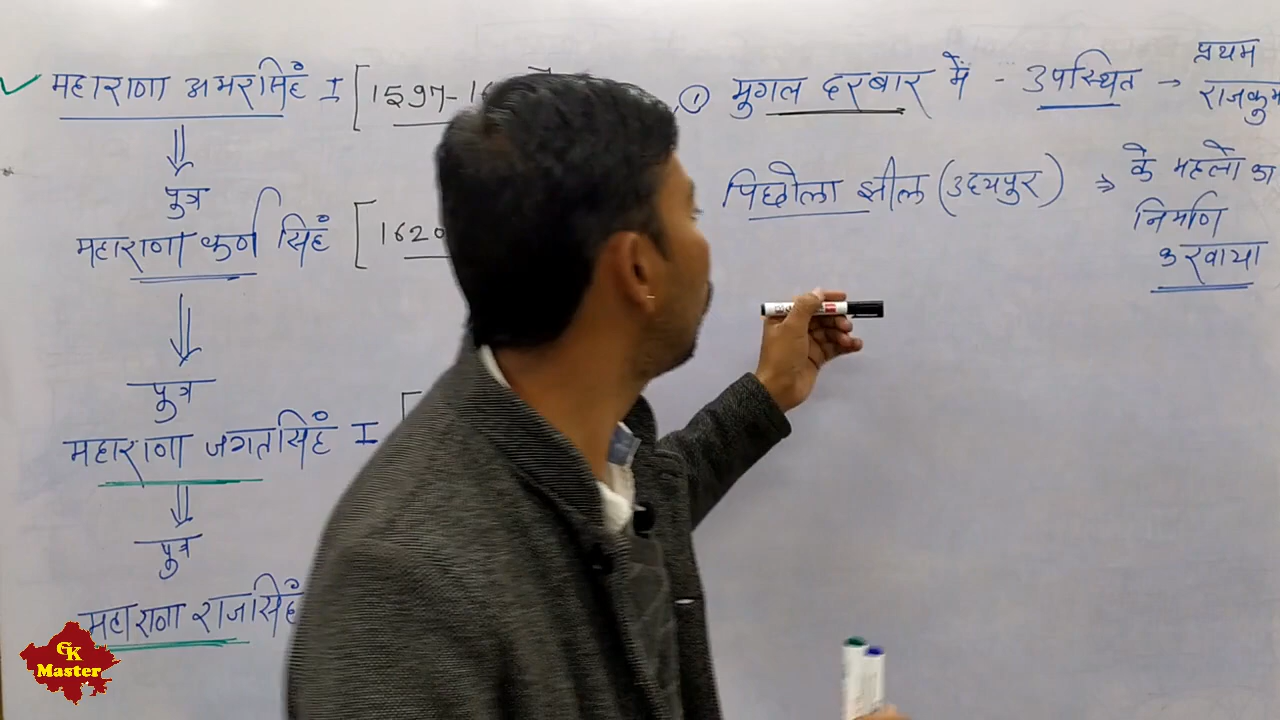 महाराणा अमरसिंह I [1597-16
पुत्र
महाराणा कर्ण सिंह [1620
पुत्र
महाराणा जगतसिंह I [
पुत्र
महाराणा राजसिंह
① मुगल दरबार में - उपस्थित → प्रथम
राजकुम
पिछोला झील (उदयपुर) ⇒ के महलो का
निर्माण
करवाया
GK
Master